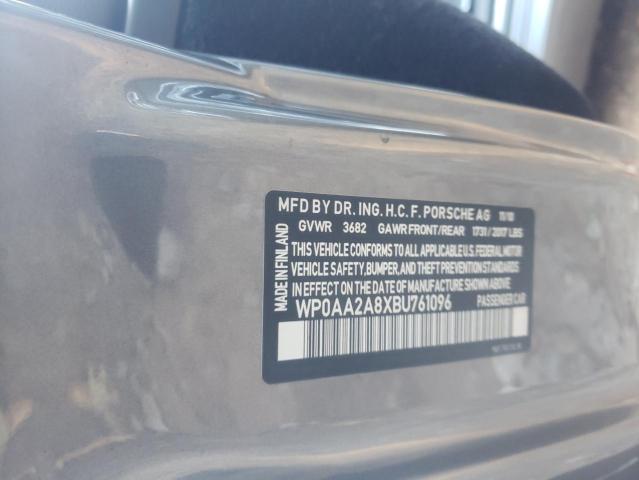 MFD BY DR. ING. H.C. F. PORSCHE AG 11/10
GVWR 3682 GAWR FRONT/REAR 1731/2017 LBS
THIS VEHICLE CONFORMS TO ALL APPLICABLE U.S. FEDERAL MOTOR
VEHICLE SAFETY, BUMPER, AND THEFT PREVENTION STANDARDS
IN EFFECT ON THE DATE OF MANUFACTURE SHOWN ABOVE
WP0AA2A8XBU761096 PASSENGER CAR
MADE IN FINLAND